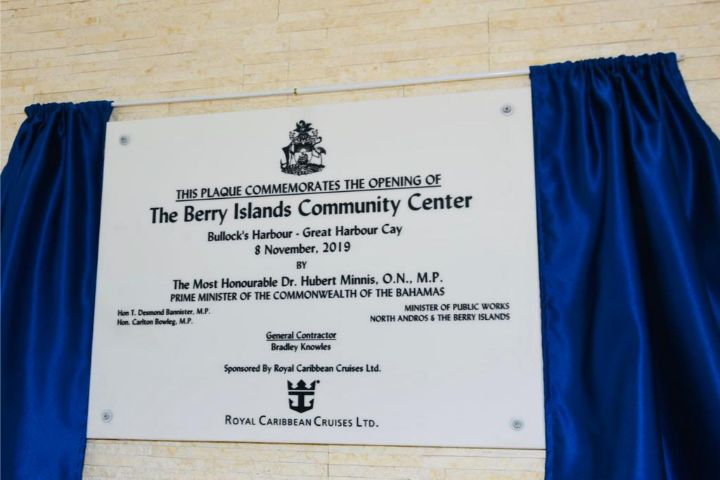 THIS PLAQUE COMMEMORATES THE OPENING OF
The Berry Islands Community Center
Bullock's Harbour - Great Harbour Cay
8 November, 2019
BY
The Most Honourable Dr. Hubert Minnis, O.N., M.P.
PRIME MINISTER OF THE COMMONWEALTH OF THE BAHAMAS
Hon T. Desmond Bannister, M.P. MINISTER OF PUBLIC WORKS
Hon. Carlton Bowleg, M.P. NORTH ANDROS & THE BERRY ISLANDS
General Contractor
Bradley Knowles
Sponsored By Royal Caribbean Cruises Ltd.
ROYAL CARIBBEAN CRUISES LTD.